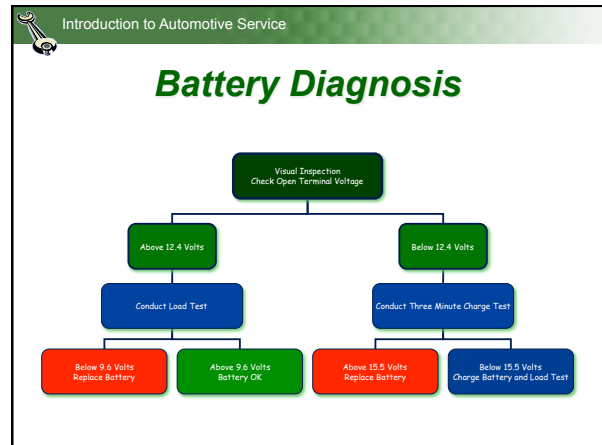 Introduction to Automotive Service
Battery Diagnosis
Visual Inspection
Check Open Terminal Voltage
Above 12.4 Volts
Below 12.4 Volts
Conduct Load Test
Conduct Three Minute Charge Test
Below 9.6 Volts
Replace Battery
Above 9.6 Volts
Battery OK
Above 15.5 Volts
Replace Battery
Below 15.5 Volts
Charge Battery and Load Test